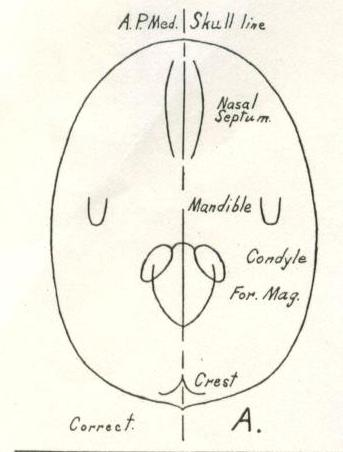 A.P. Med. Skull line
Nasal
Septum.
Mandible
Condyle
For. Mag.
Crest
Correct.
A.